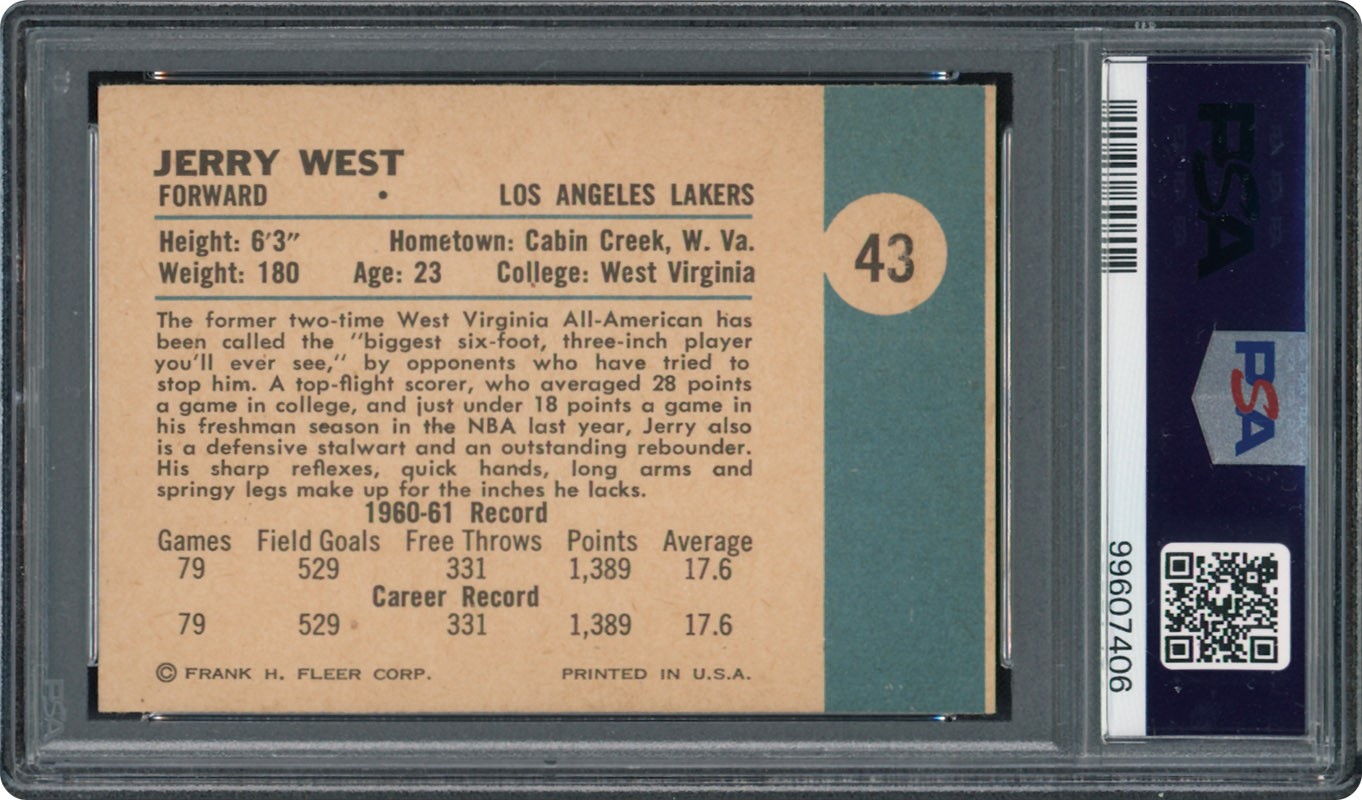 JERRY WEST
FORWARD • LOS ANGELES LAKERS
Height: 6'3" Hometown: Cabin Creek, W. Va.
Weight: 180 Age: 23 College: West Virginia
43
The former two-time West Virginia All-American has
been called the "biggest six-foot, three-inch player
you'll ever see," by opponents who have tried to
stop him. A top-flight scorer, who averaged 28 points
a game in college, and just under 18 points a game in
his freshman season in the NBA last year, Jerry also
is a defensive stalwart and an outstanding rebounder.
His sharp reflexes, quick hands, long arms and
springy legs make up for the inches he lacks.
1960-61 Record
Games Field Goals Free Throws Points Average
79 529 331 1,389 17.6
Career Record
79 529 331 1,389 17.6
© FRANK H. FLEER CORP. PRINTED IN U.S.A.
PSA
PSA
99607406
PSA